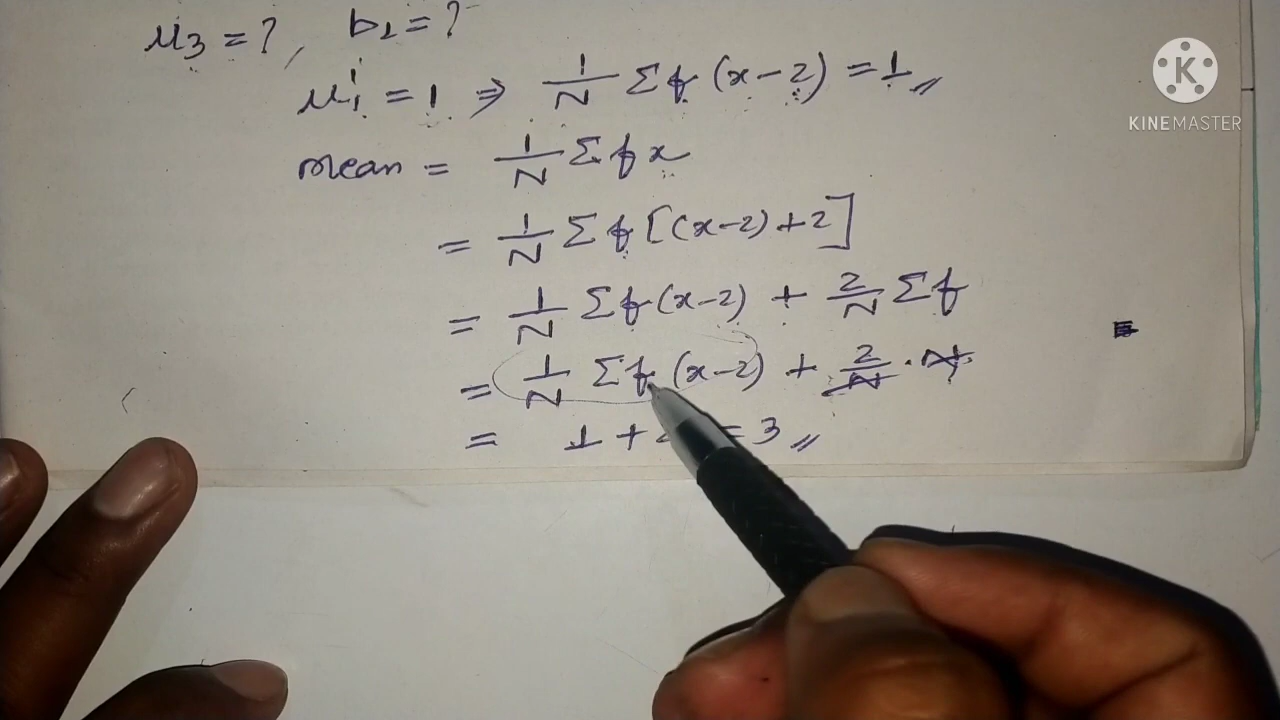 μ₃ = ?, b₁ = ?
μ'₁ = 1 ⇒ 1/N Σf(x-2) = 1〃
mean = 1/N Σfx
= 1/N Σf[(x-2)+2]
= 1/N Σf(x-2) + 2/N Σf
= 1/N Σf(x-2) + 2/N · N
= 1 + = 3〃
KINEMASTER